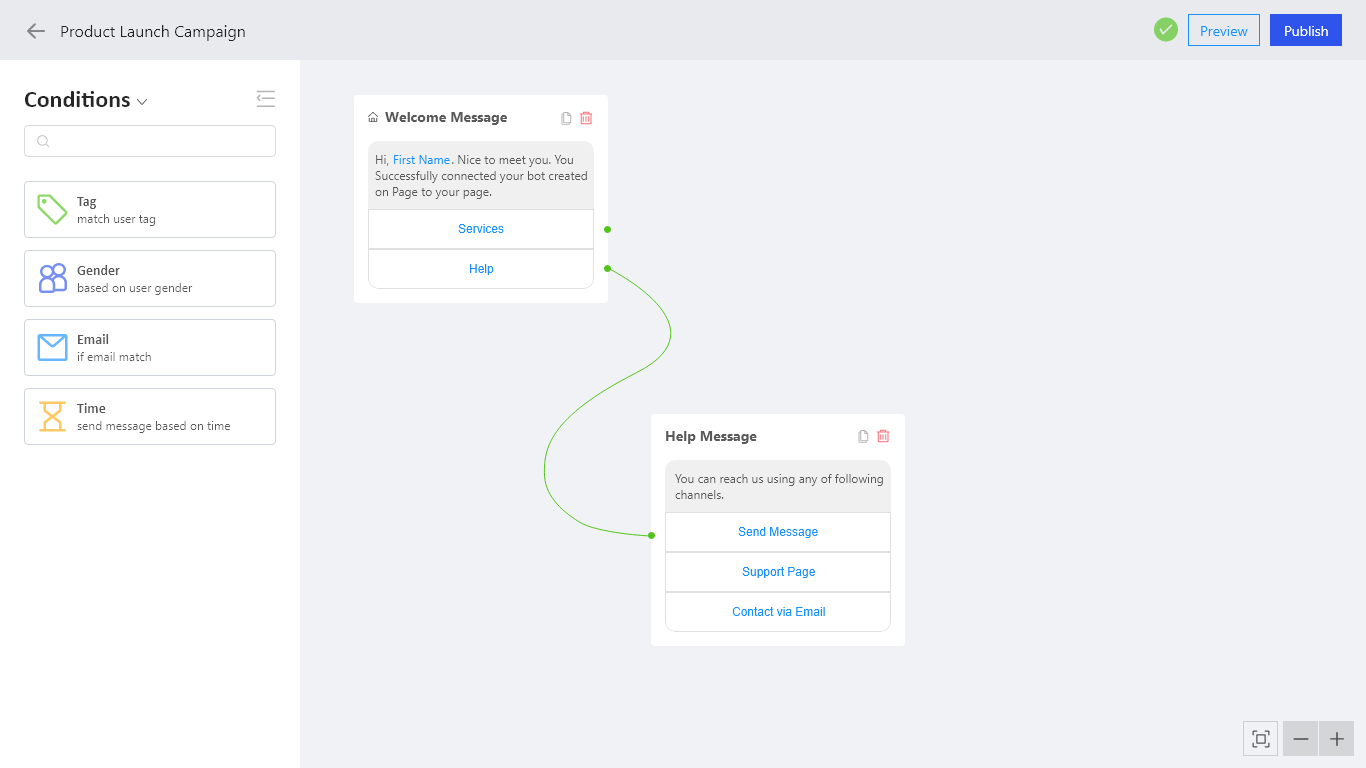 Product Launch Campaign
Preview
Publish
Conditions
Tag
match user tag
Gender
based on user gender
Email
if email match
Time
send message based on time
Welcome Message
Hi, First Name. Nice to meet you. You
Successfully connected your bot created
on Page to your page.
Services
Help
Help Message
You can reach us using any of following
channels.
Send Message
Support Page
Contact via Email